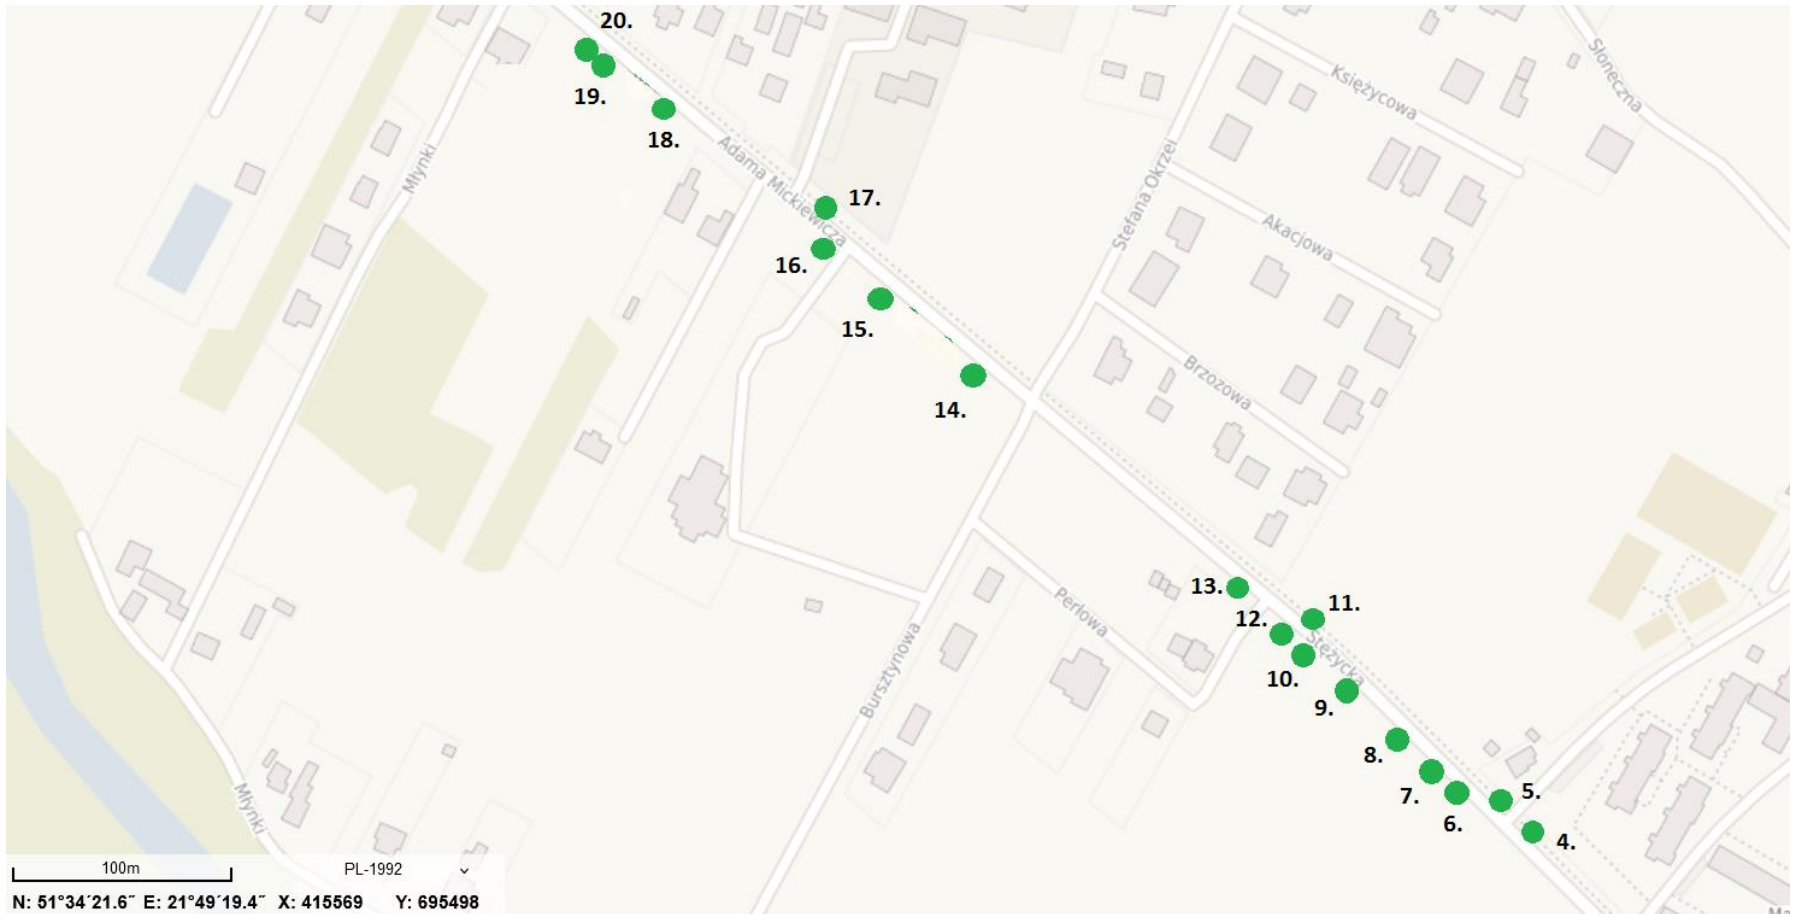 20.
Słoneczna
Księżycowa
19.
18.
Adama Mickiewicza
Młynki
Stefana Okrzei
17.
Akacjowa
16.
15.
Brzozowa
14.
13.
Perłowa
11.
12.
Stężycka
10.
Bursztynowa
9.
8.
7.
5.
6.
4.
Młynki
100m PL-1992
N: 51°34´21.6˝ E: 21°49´19.4˝ X: 415569 Y: 695498